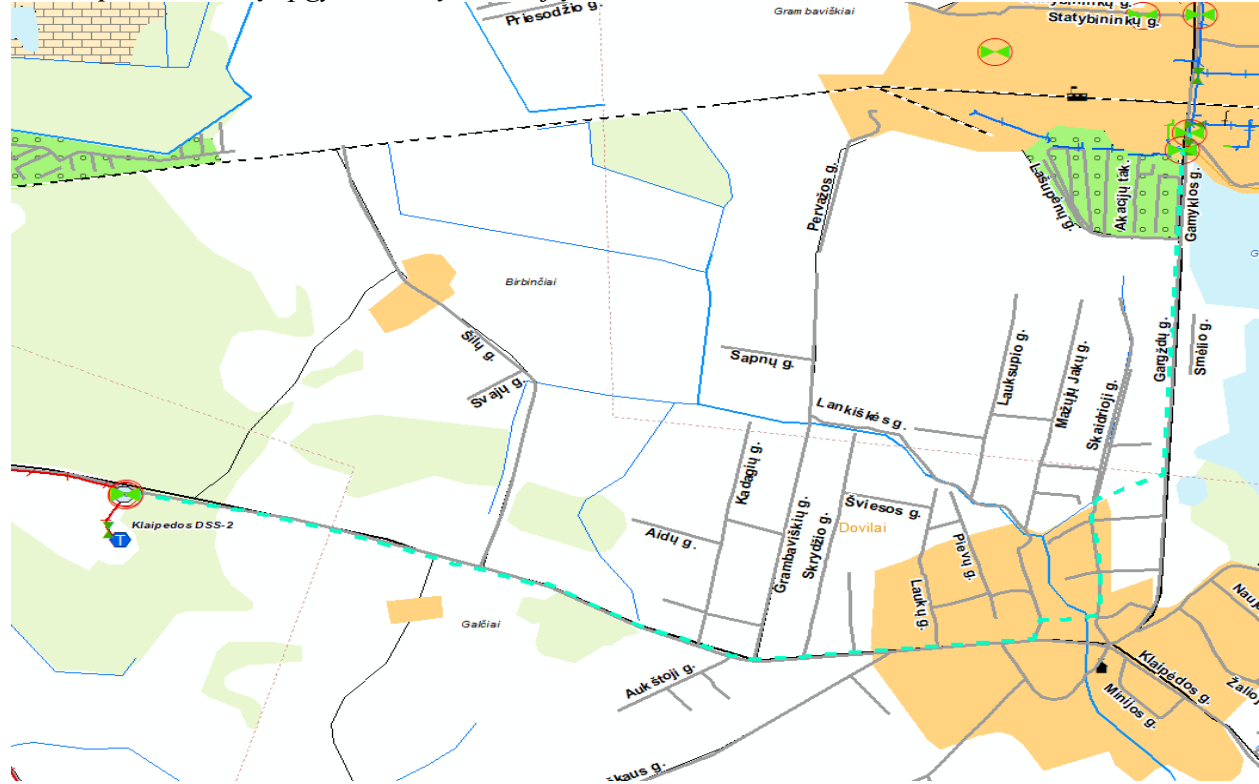 Priesodžio g.
Gram baviškiai
Statybininkų g.
Pervažos g.
Lašupėnų g.
Akacijų tak.
Gamyklos g.
Birbinčiai
Šilų g.
Svajų g.
Sapnų g.
Lankiškės g.
Lauksupio g.
Mažųjų Jakų g.
Skaidrioji g.
Gargždų g.
Smėlio g.
Klaipedos DSS-2
T
Kadagių g.
Aidų g.
Grambaviškių g.
Skrydžio g.
Šviesos g.
Dovilai
Pievų g.
Laukų g.
Galčiai
Aukštoji g.
Klaipėdos g.
Minijos g.